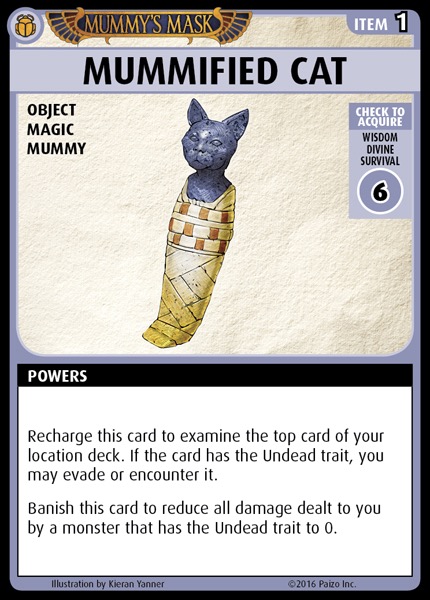 MUMMY'S MASK
ITEM 1
MUMMIFIED CAT
OBJECT
MAGIC
MUMMY
CHECK TO
ACQUIRE
WISDOM
DIVINE
SURVIVAL
6
POWERS
Recharge this card to examine the top card of your
location deck. If the card has the Undead trait, you
may evade or encounter it.
Banish this card to reduce all damage dealt to you
by a monster that has the Undead trait to 0.
Illustration by Kieran Yanner
©2016 Paizo Inc.